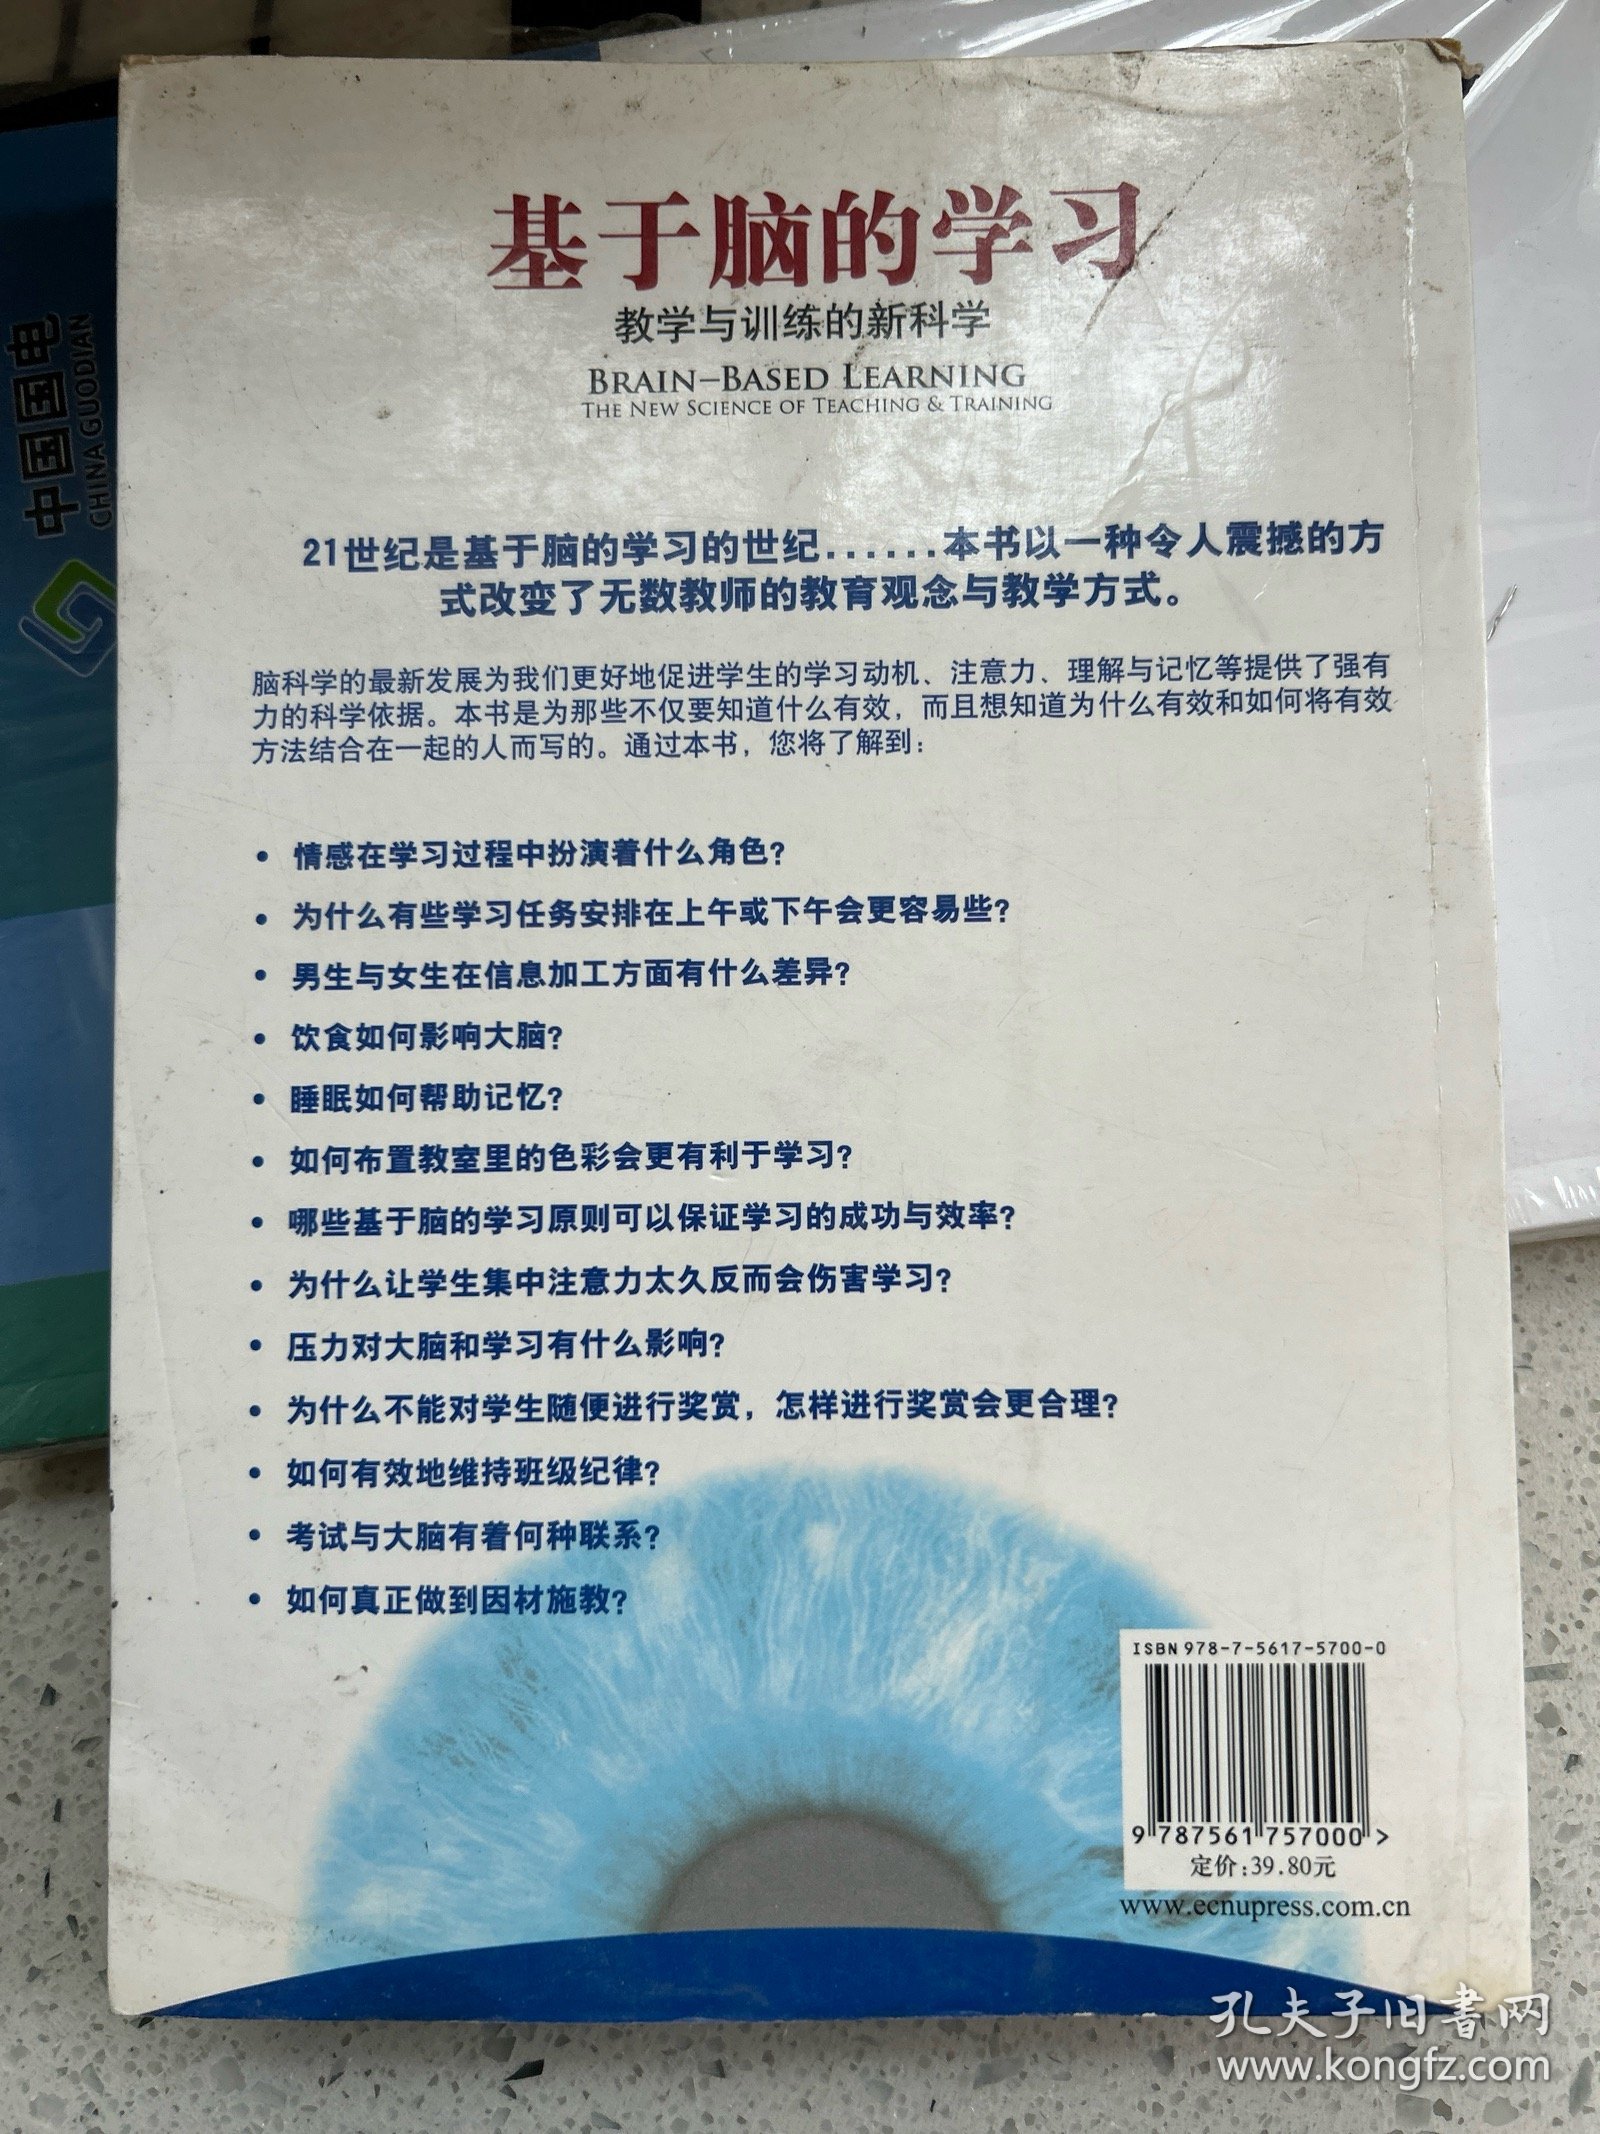 基于脑的学习
教学与训练的新科学
BRAIN-BASED LEARNING
THE NEW SCIENCE OF TEACHING & TRAINING
21世纪是基于脑的学习的世纪......本书以一种令人震撼的方
式改变了无数教师的教育观念与教学方式。
脑科学的最新发展为我们更好地促进学生的学习动机、注意力、理解与记忆等提供了强有
力的科学依据。本书是为那些不仅要知道什么有效，而且想知道为什么有效和如何将有效
方法结合在一起的人而写的。通过本书，您将了解到：
• 情感在学习过程中扮演着什么角色？
• 为什么有些学习任务安排在上午或下午会更容易些？
• 男生与女生在信息加工方面有什么差异？
• 饮食如何影响大脑？
• 睡眠如何帮助记忆？
• 如何布置教室里的色彩会更有利于学习？
• 哪些基于脑的学习原则可以保证学习的成功与效率？
• 为什么让学生集中注意力太久反而会伤害学习？
• 压力对大脑和学习有什么影响？
• 为什么不能对学生随便进行奖赏，怎样进行奖赏会更合理？
• 如何有效地维持班级纪律？
• 考试与大脑有着何种联系？
• 如何真正做到因材施教？
ISBN 978-7-5617-5700-0
9 787561 757000 >
定价：39.80元
www.ecnupress.com.cn
中国国电
CHINA GUODIAN
孔夫子旧書网
www.kongfz.com